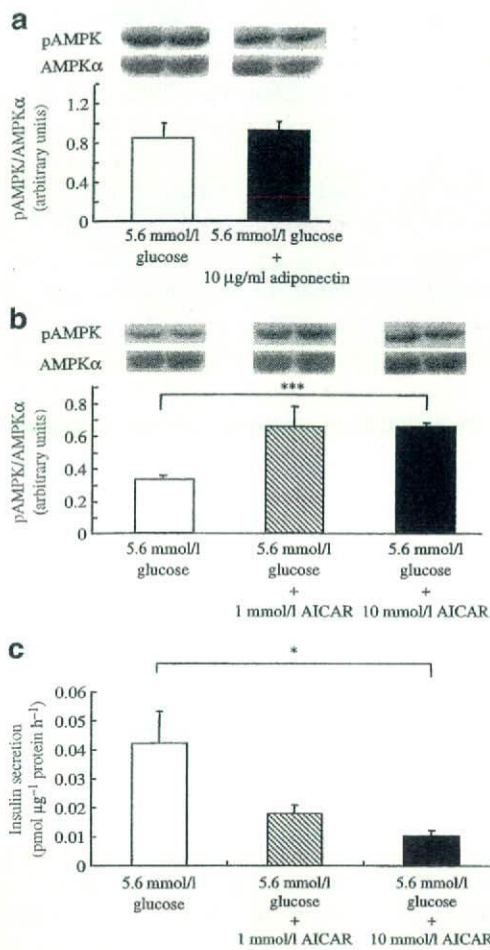 a
pAMPK
AMPKα
pAMPK/AMPKα
(arbitrary units)
1.2
0.8
0.4
0
5.6 mmol/l
glucose
5.6 mmol/l glucose
+
10 µg/ml adiponectin
b
pAMPK
AMPKα
***
pAMPK/AMPKα
(arbitrary units)
0.8
0.6
0.4
0.2
0
5.6 mmol/l
glucose
5.6 mmol/l
glucose
+
1 mmol/l AICAR
5.6 mmol/l
glucose
+
10 mmol/l AICAR
c
*
Insulin secretion
(pmol µg⁻¹ protein h⁻¹)
0.06
0.05
0.04
0.03
0.02
0.01
0
5.6 mmol/l
glucose
5.6 mmol/l
glucose
+
1 mmol/l AICAR
5.6 mmol/l
glucose
+
10 mmol/l AICAR